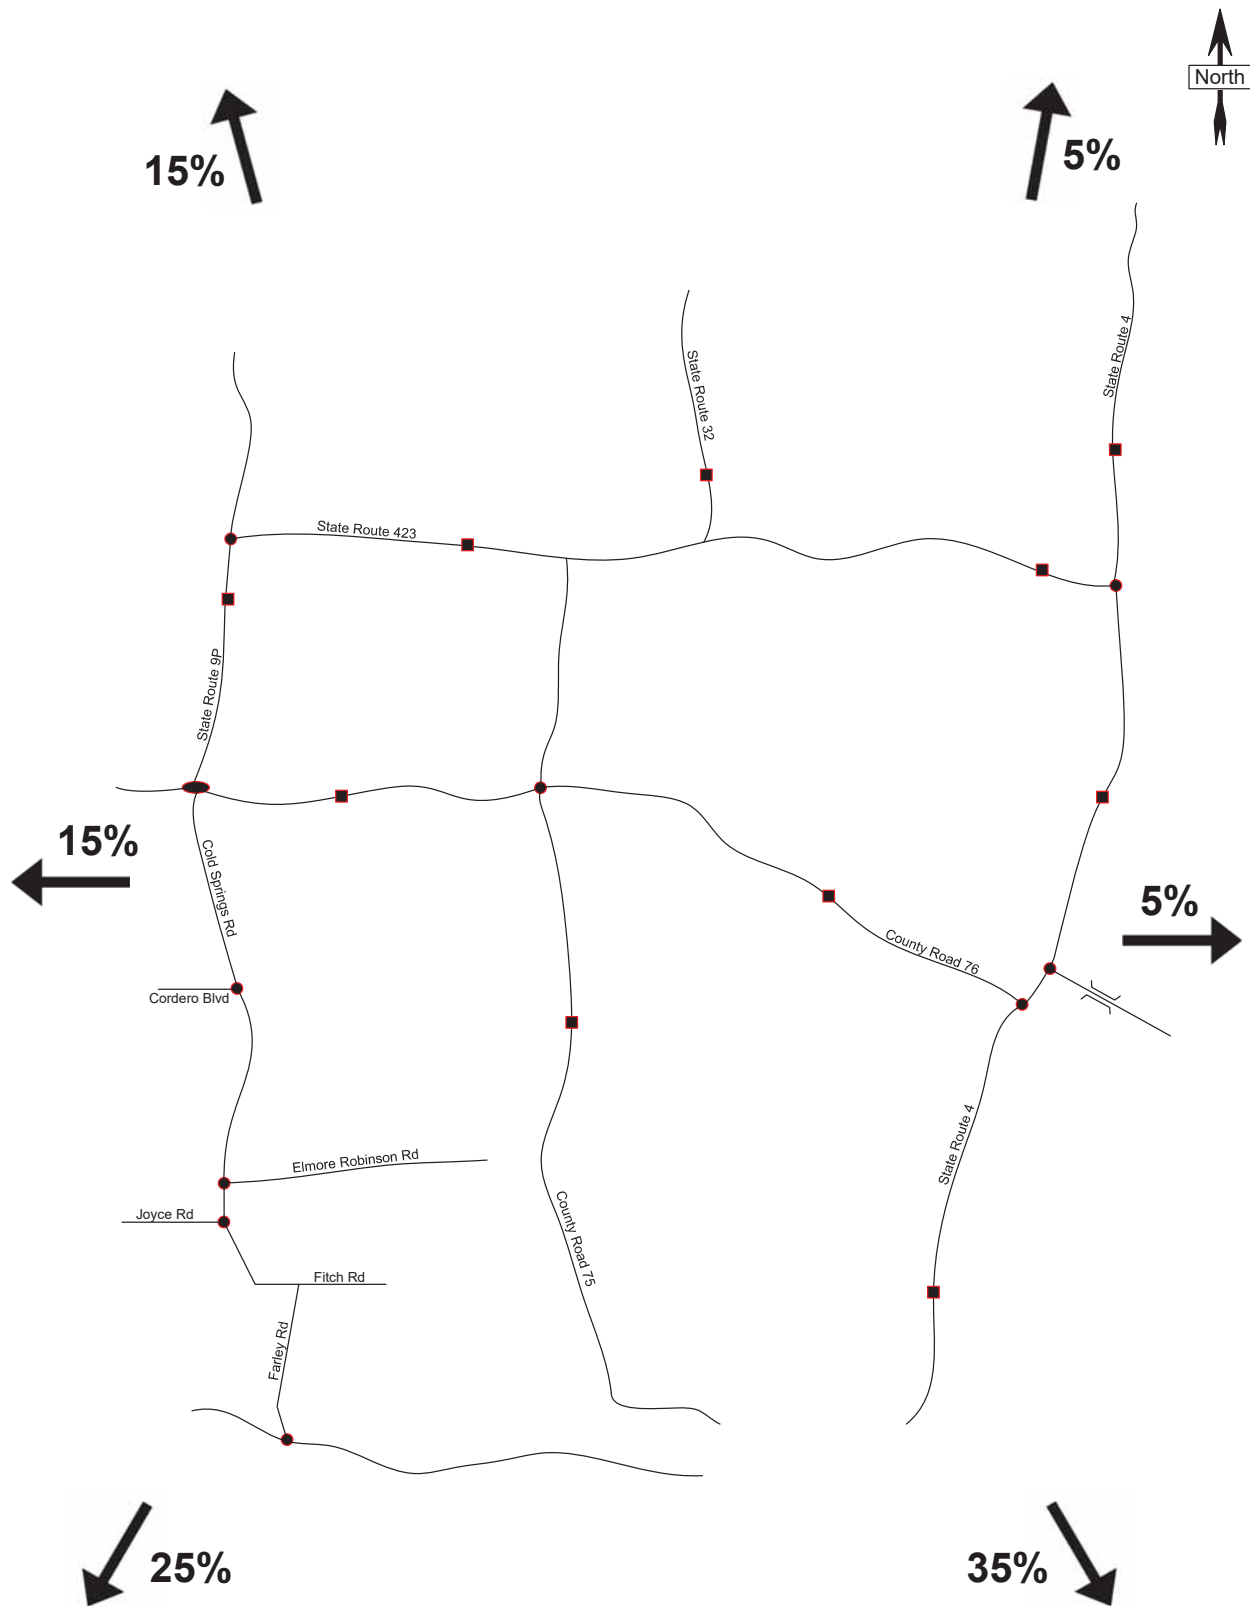 North
15%
5%
State Route 4
State Route 32
State Route 423
State Route 9P
15%
Cold Springs Rd
5%
County Road 76
Cordero Blvd
State Route 4
Elmore Robinson Rd
Joyce Rd
County Road 75
Fitch Rd
Farley Rd
25%
35%